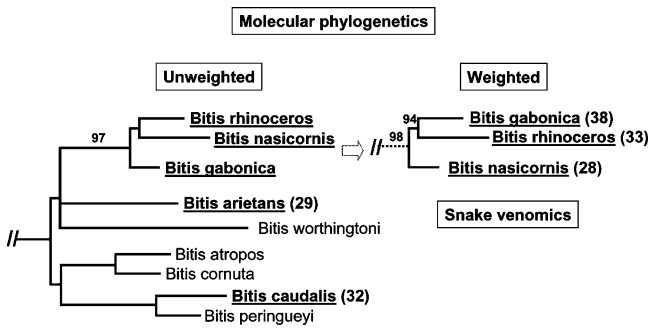 Molecular phylogenetics
Unweighted
Weighted
97
Bitis rhinoceros
Bitis nasicornis
Bitis gabonica
Bitis arietans (29)
Bitis worthingtoni
Bitis atropos
Bitis cornuta
Bitis caudalis (32)
Bitis peringueyi
//
//
94
98
Bitis gabonica (38)
Bitis rhinoceros (33)
Bitis nasicornis (28)
Snake venomics